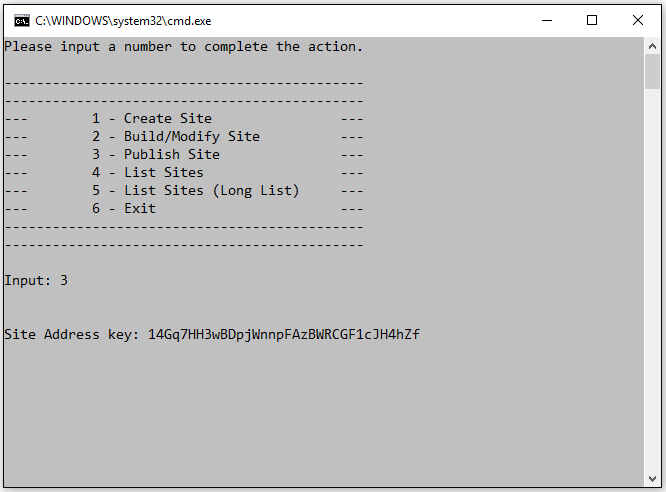 C:\WINDOWS\system32\cmd.exe
Please input a number to complete the action.
---------------------------------------------
---------------------------------------------
---        1 - Create Site                ---
---        2 - Build/Modify Site          ---
---        3 - Publish Site               ---
---        4 - List Sites                 ---
---        5 - List Sites (Long List)     ---
---        6 - Exit                       ---
---------------------------------------------
---------------------------------------------
Input: 3
Site Address key: 14Gq7HH3wBDpjWnnpFAzBWRCGF1cJH4hZf